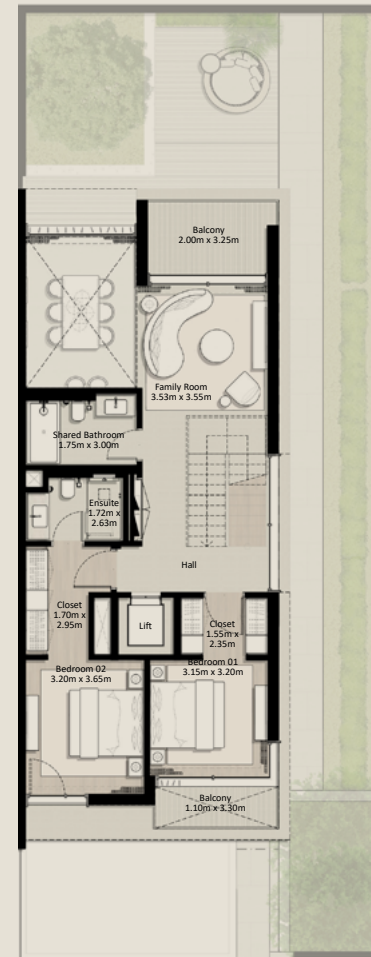 Balcony
2.00m x 3.25m
Family Room
3.53m x 3.55m
Shared Bathroom
1.75m x 3.00m
Ensuite
1.72m x
2.63m
Hall
Closet
1.70m x
2.95m
Lift
Closet
1.55m x
2.35m
Bedroom 02
3.20m x 3.65m
Bedroom 01
3.15m x 3.20m
Balcony
1.10m x 3.30m